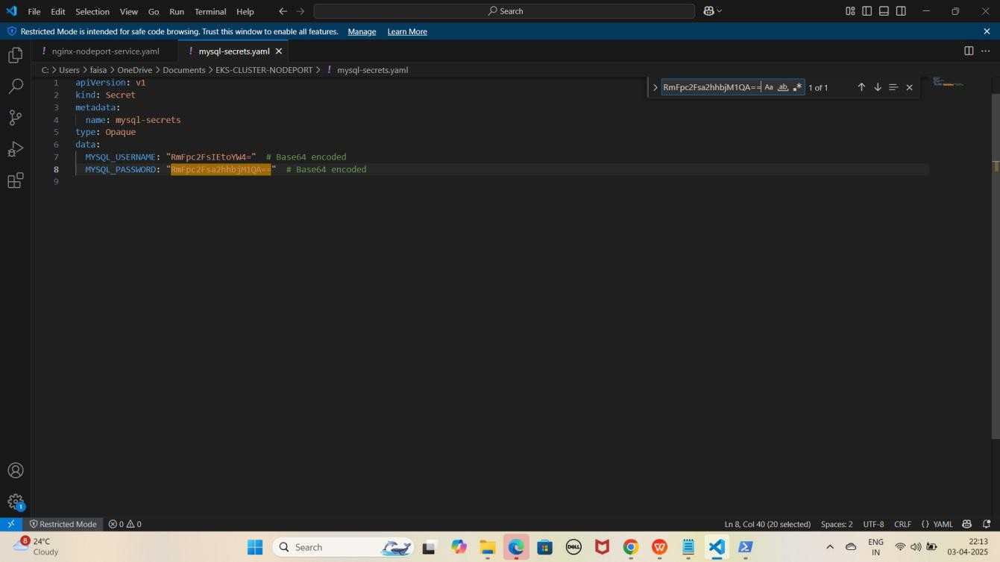 File Edit Selection View Go Run Terminal Help Search
Restricted Mode is intended for safe code browsing. Trust this window to enable all features. Manage Learn More
! nginx-nodeport-service.yaml ! mysql-secrets.yaml
C: > Users > faisa > OneDrive > Documents > EKS-CLUSTER-NODEPORT > ! mysql-secrets.yaml
RmFpc2Fsa2hhbjM1QA== Aa ab 1 of 1
1 apiVersion: v1
2 kind: Secret
3 metadata:
4 name: mysql-secrets
5 type: Opaque
6 data:
7 MYSQL_USERNAME: "RmFpc2FsIEtoYW4=" # Base64 encoded
8 MYSQL_PASSWORD: "RmFpc2Fsa2hhbjM1QA==" # Base64 encoded
9
1
Restricted Mode 0 0 Ln 8, Col 40 (20 selected) Spaces: 2 UTF-8 CRLF {} YAML
8 24°C Search DELL ENG 22:13
Cloudy IN 03-04-2025